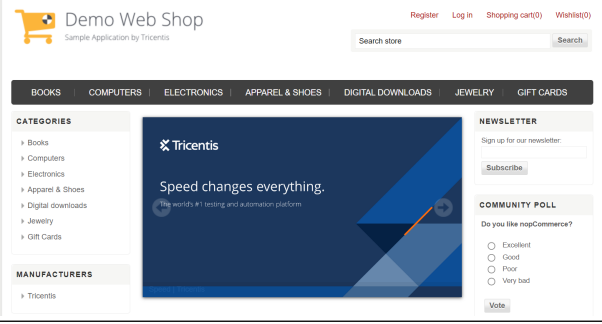 Demo Web Shop
Sample Application by Tricentis
Register Log in Shopping cart(0) Wishlist(0)
Search store Search
BOOKS COMPUTERS ELECTRONICS APPAREL & SHOES DIGITAL DOWNLOADS JEWELRY GIFT CARDS
CATEGORIES
Books
Computers
Electronics
Apparel & Shoes
Digital downloads
Jewelry
Gift Cards
MANUFACTURERS
Tricentis
Tricentis
Speed changes everything.
The world's #1 testing and automation platform
NEWSLETTER
Sign up for our newsletter:
Subscribe
COMMUNITY POLL
Do you like nopCommerce?
Excellent
Good
Poor
Very bad
Vote